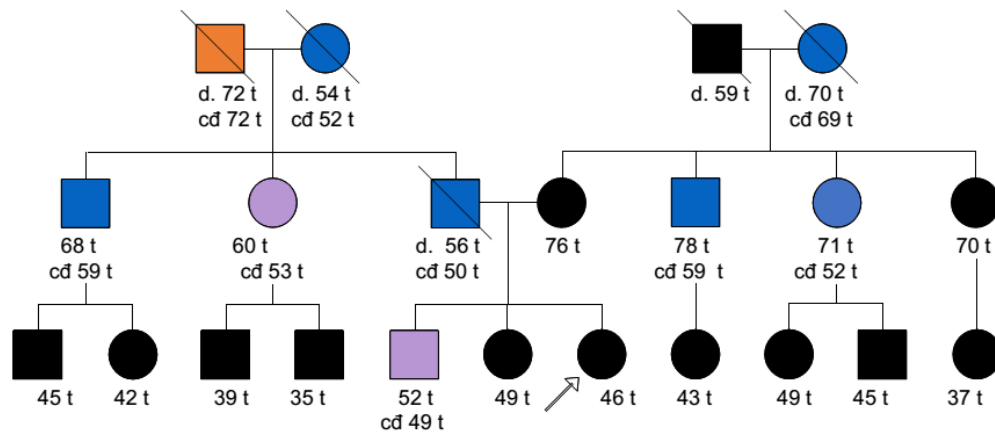 d. 72 t d. 54 t d. 59 t d. 70 t
cđ 72 t cđ 52 t cđ 69 t
68 t 60 t d. 56 t 76 t 78 t 71 t 70 t
cđ 59 t cđ 53 t cđ 50 t cđ 59 t cđ 52 t
45 t 42 t 39 t 35 t 52 t 49 t 46 t 43 t 49 t 45 t 37 t
cđ 49 t